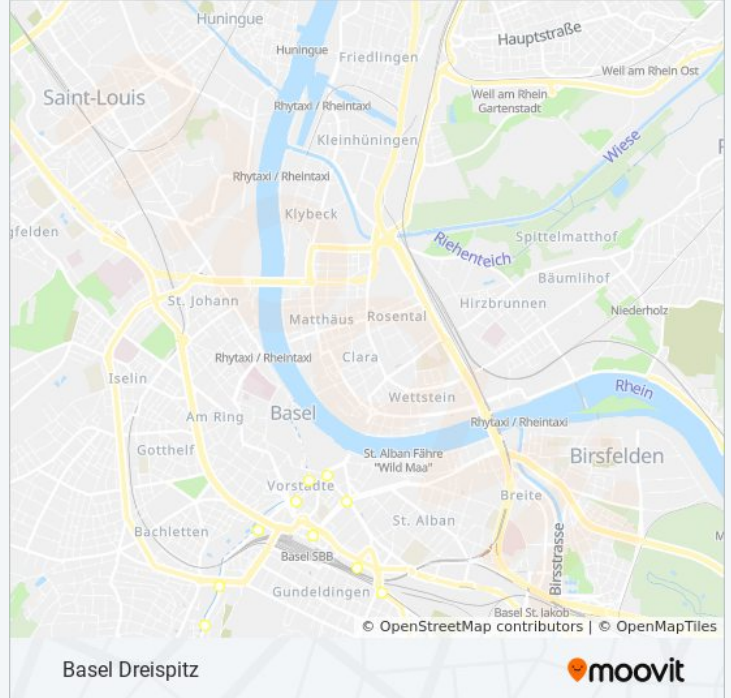 Huningue
Hauptstraße
Huningue
Friedlingen
Weil am Rhein Ost
Saint-Louis
Weil am Rhein
Gartenstadt
Rhytaxi / Rheintaxi
Kleinhüningen
Wiese
Rhytaxi / Rheintaxi
Klybeck
gfelden
Riehenteich
Spittelmatthof
Bäumlihof
St. Johann
Hirzbrunnen
Niederholz
Matthäus
Rosental
Rhytaxi / Rheintaxi
Clara
Iselin
Rhein
Wettstein
Am Ring
Basel
Rhytaxi / Rheintaxi
Gotthelf
St. Alban Fähre
"Wild Maa"
Birsfelden
Vorstädte
Breite
St. Alban
Bachletten
Birsstrasse
Basel SBB
Gundeldingen
Basel St. Jakob
© OpenStreetMap contributors | © OpenMapTiles
Basel Dreispitz
moovit